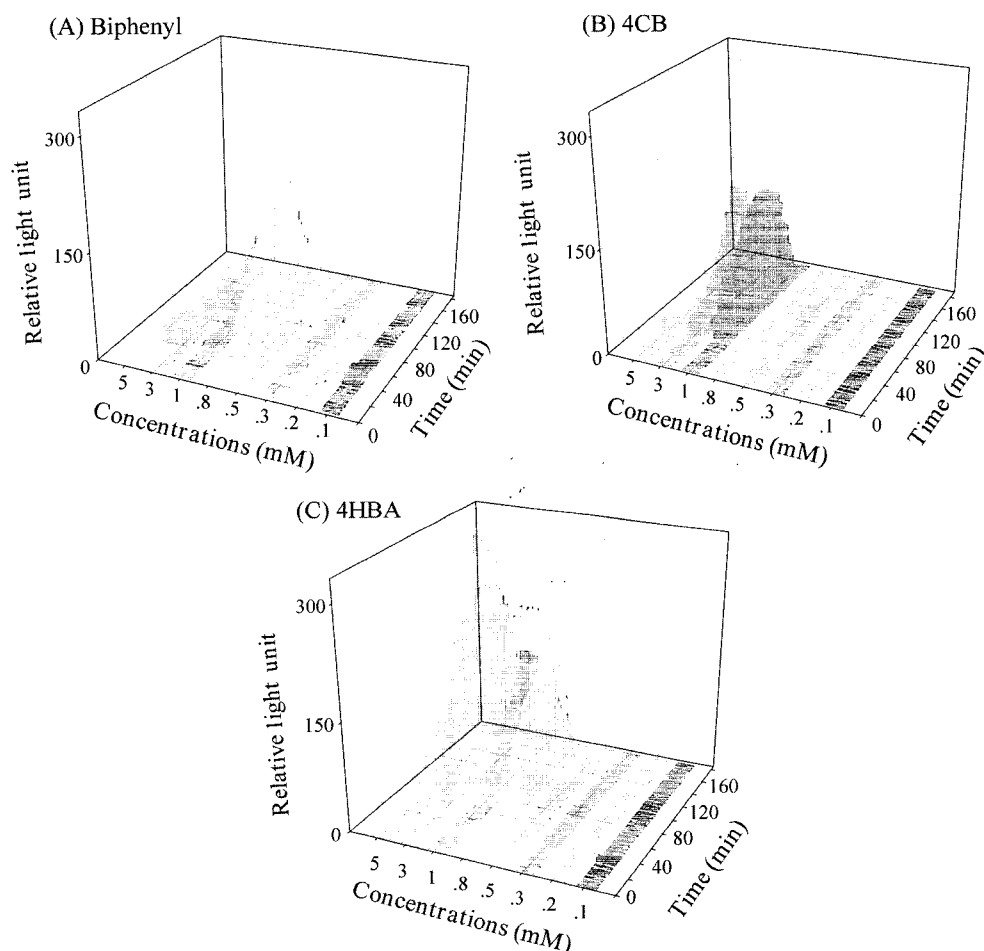 (A) Biphenyl
Relative light unit
300
150
0
5 3 1 .8 .5 .3 .2 .1
Concentrations (mM)
0 40 80 120 160
Time (min)
(B) 4CB
Relative light unit
300
150
0
5 3 1 .8 .5 .3 .2 .1
Concentrations (mM)
0 40 80 120 160
Time (min)
(C) 4HBA
Relative light unit
300
150
0
5 3 1 .8 .5 .3 .2 .1
Concentrations (mM)
0 40 80 120 160
Time (min)